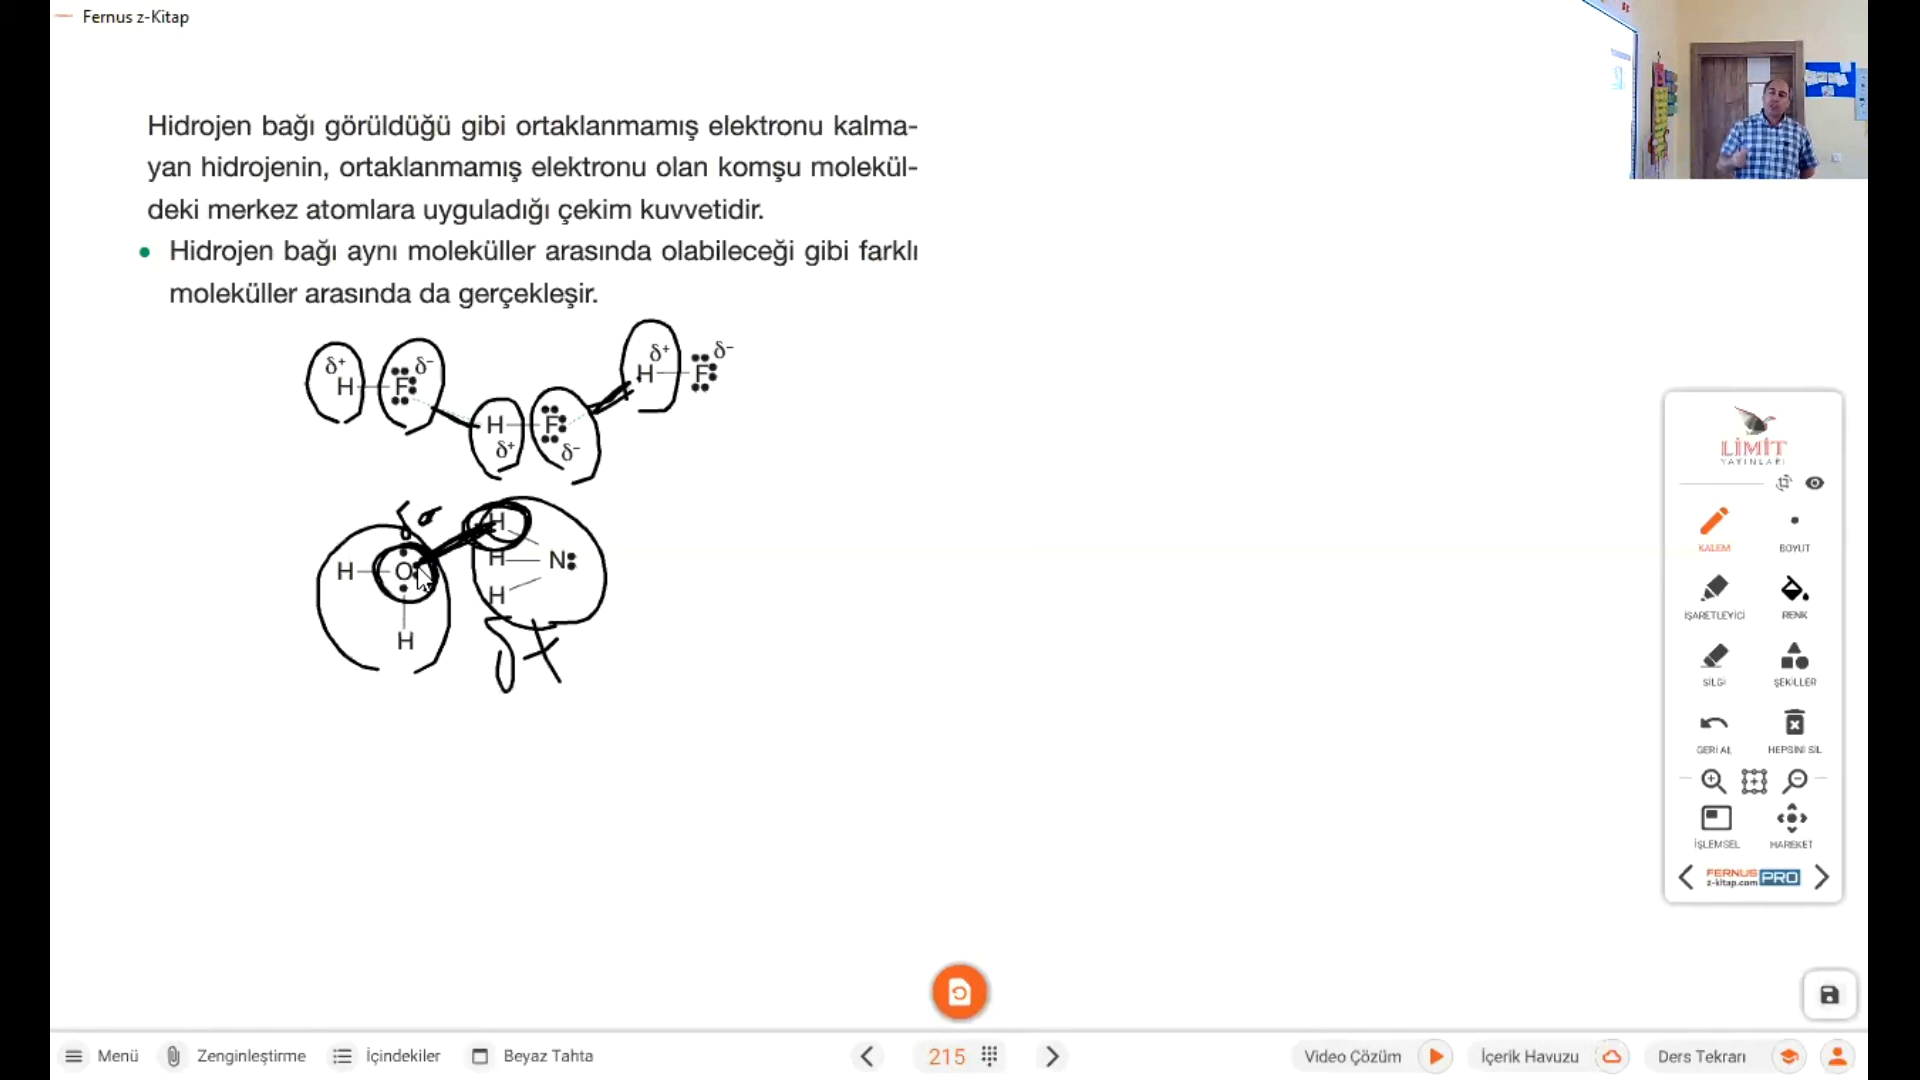 Fernus z-Kitap
Hidrojen bağı görüldüğü gibi ortaklanmamış elektronu kalma-
yan hidrojenin, ortaklanmamış elektronu olan komşu molekül-
deki merkez atomlara uyguladığı çekim kuvvetidir.
• Hidrojen bağı aynı moleküller arasında olabileceği gibi farklı
moleküller arasında da gerçekleşir.
δ+ δ− δ+ δ−
H F H F
H F
δ+ δ−
H
H O H N
H
H
δ+
LİMİT
YAYINLARI
KALEM BOYUT
İŞARETLEYİCİ RENK
SİLGİ ŞEKİLLER
GERİ AL HEPSİNİ SİL
İŞLEMSEL HAREKET
FERNUS PRO
z-kitap.com
Menü Zenginleştirme İçindekiler Beyaz Tahta 215 Video Çözüm İçerik Havuzu Ders Tekrarı